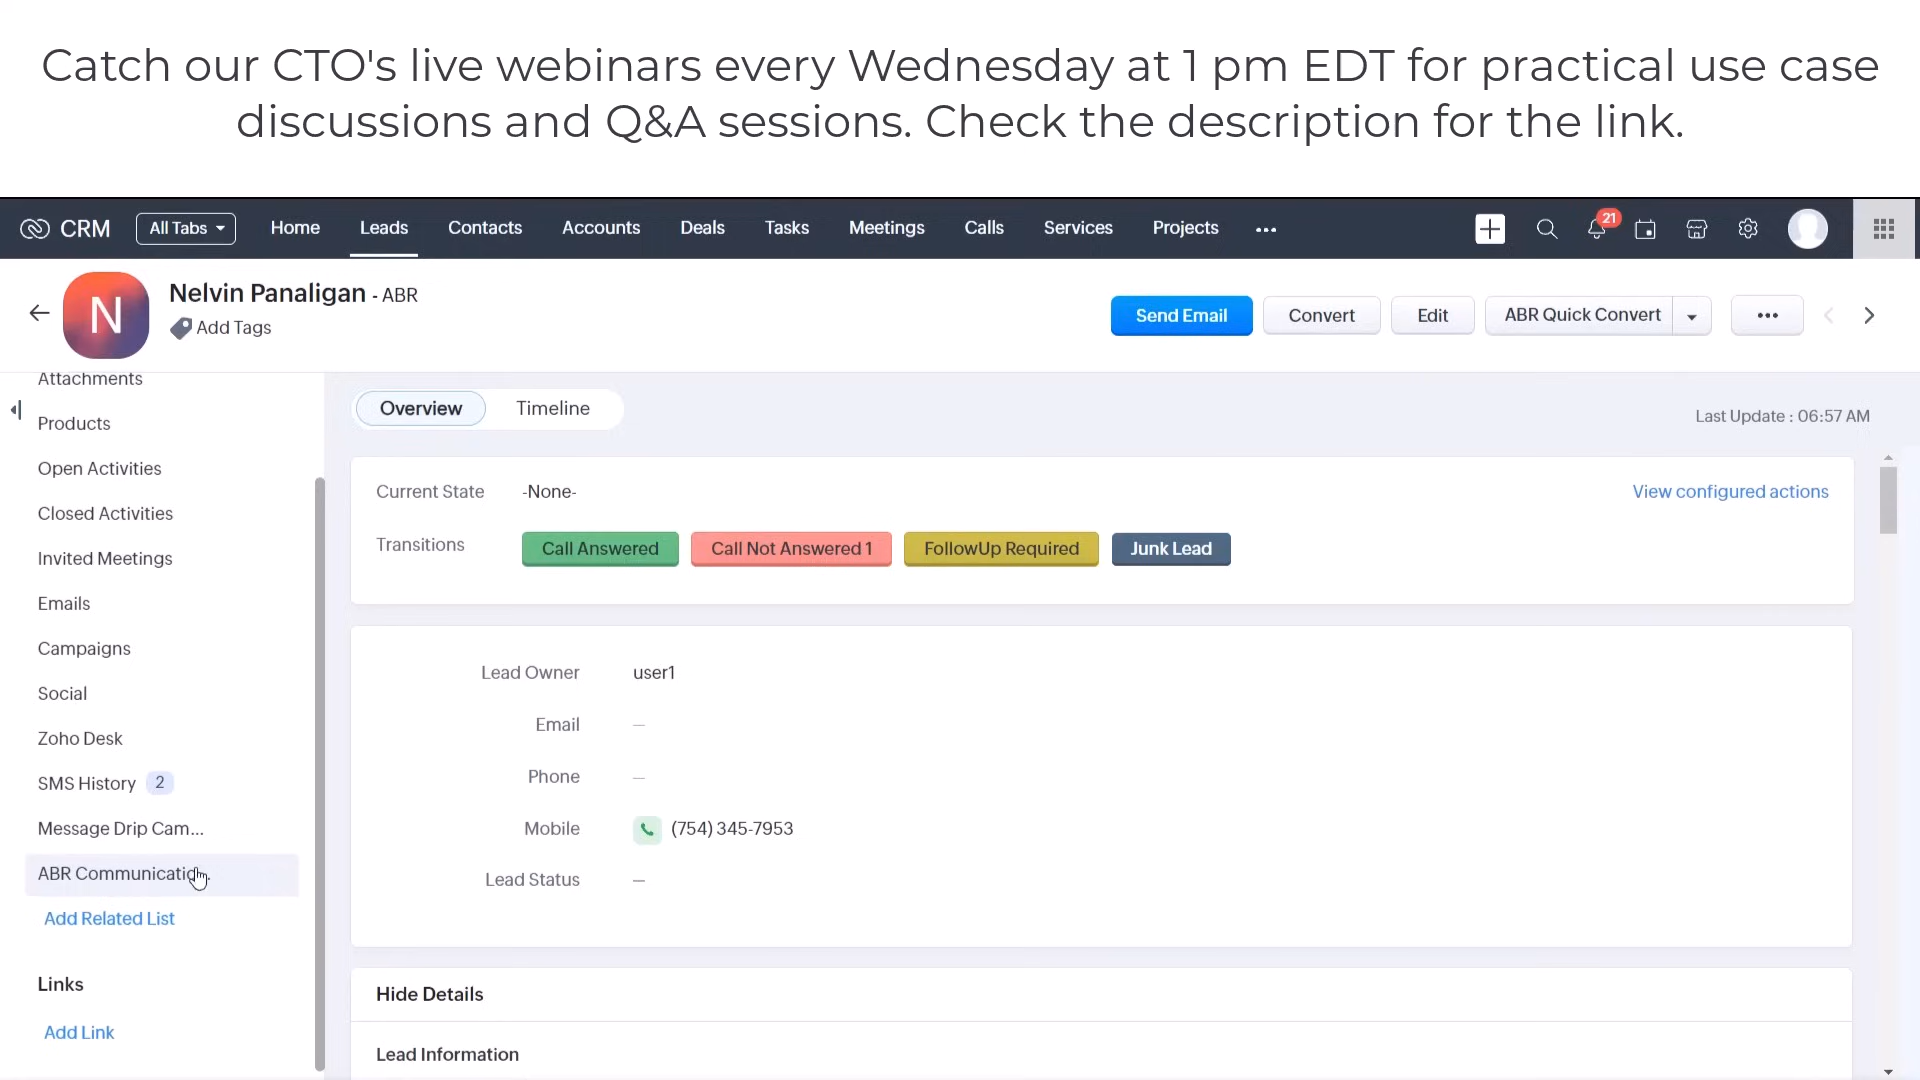 Catch our CTO's live webinars every Wednesday at 1 pm EDT for practical use case
discussions and Q&A sessions. Check the description for the link.
CRM All Tabs Home Leads Contacts Accounts Deals Tasks Meetings Calls Services Projects ... 21
N
Nelvin Panaligan - ABR
Add Tags
Send Email Convert Edit ABR Quick Convert ...
Attachments
Products
Open Activities
Closed Activities
Invited Meetings
Emails
Campaigns
Social
Zoho Desk
SMS History 2
Message Drip Cam...
ABR Communicatio..
Add Related List
Links
Add Link
Overview Timeline
Last Update : 06:57 AM
Current State -None- View configured actions
Transitions Call Answered Call Not Answered 1 FollowUp Required Junk Lead
Lead Owner user1
Email —
Phone —
Mobile (754) 345-7953
Lead Status —
Hide Details
Lead Information